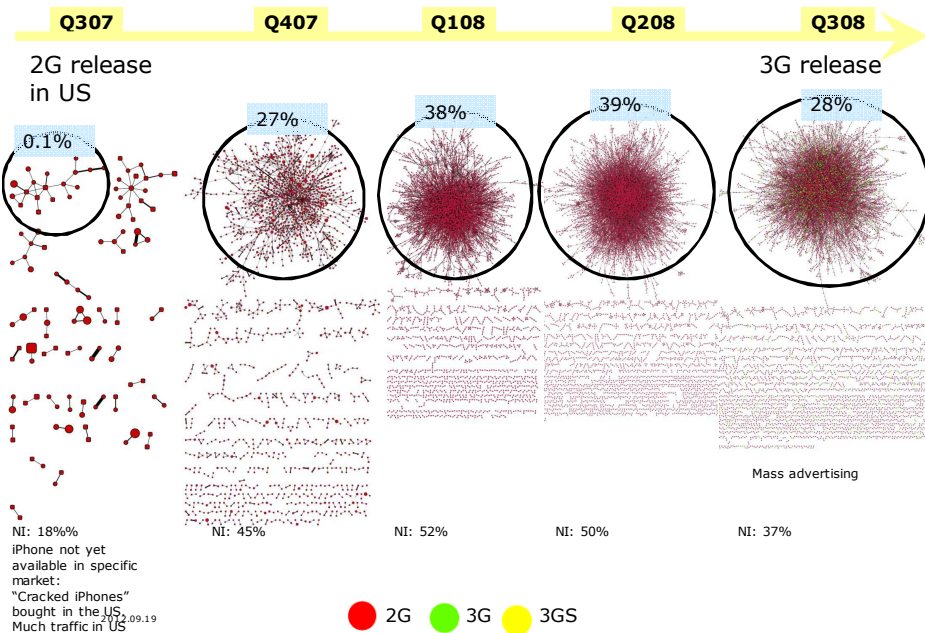 Q307 Q407 Q108 Q208 Q308
2G release
in US
3G release
0.1%
27%
38%
39%
28%
Mass advertising
NI: 18%%
NI: 45%
NI: 52%
NI: 50%
NI: 37%
iPhone not yet
available in specific
market:
“Cracked iPhones”
bought in the US.
2012.09.19
Much traffic in US
2G 3G 3GS